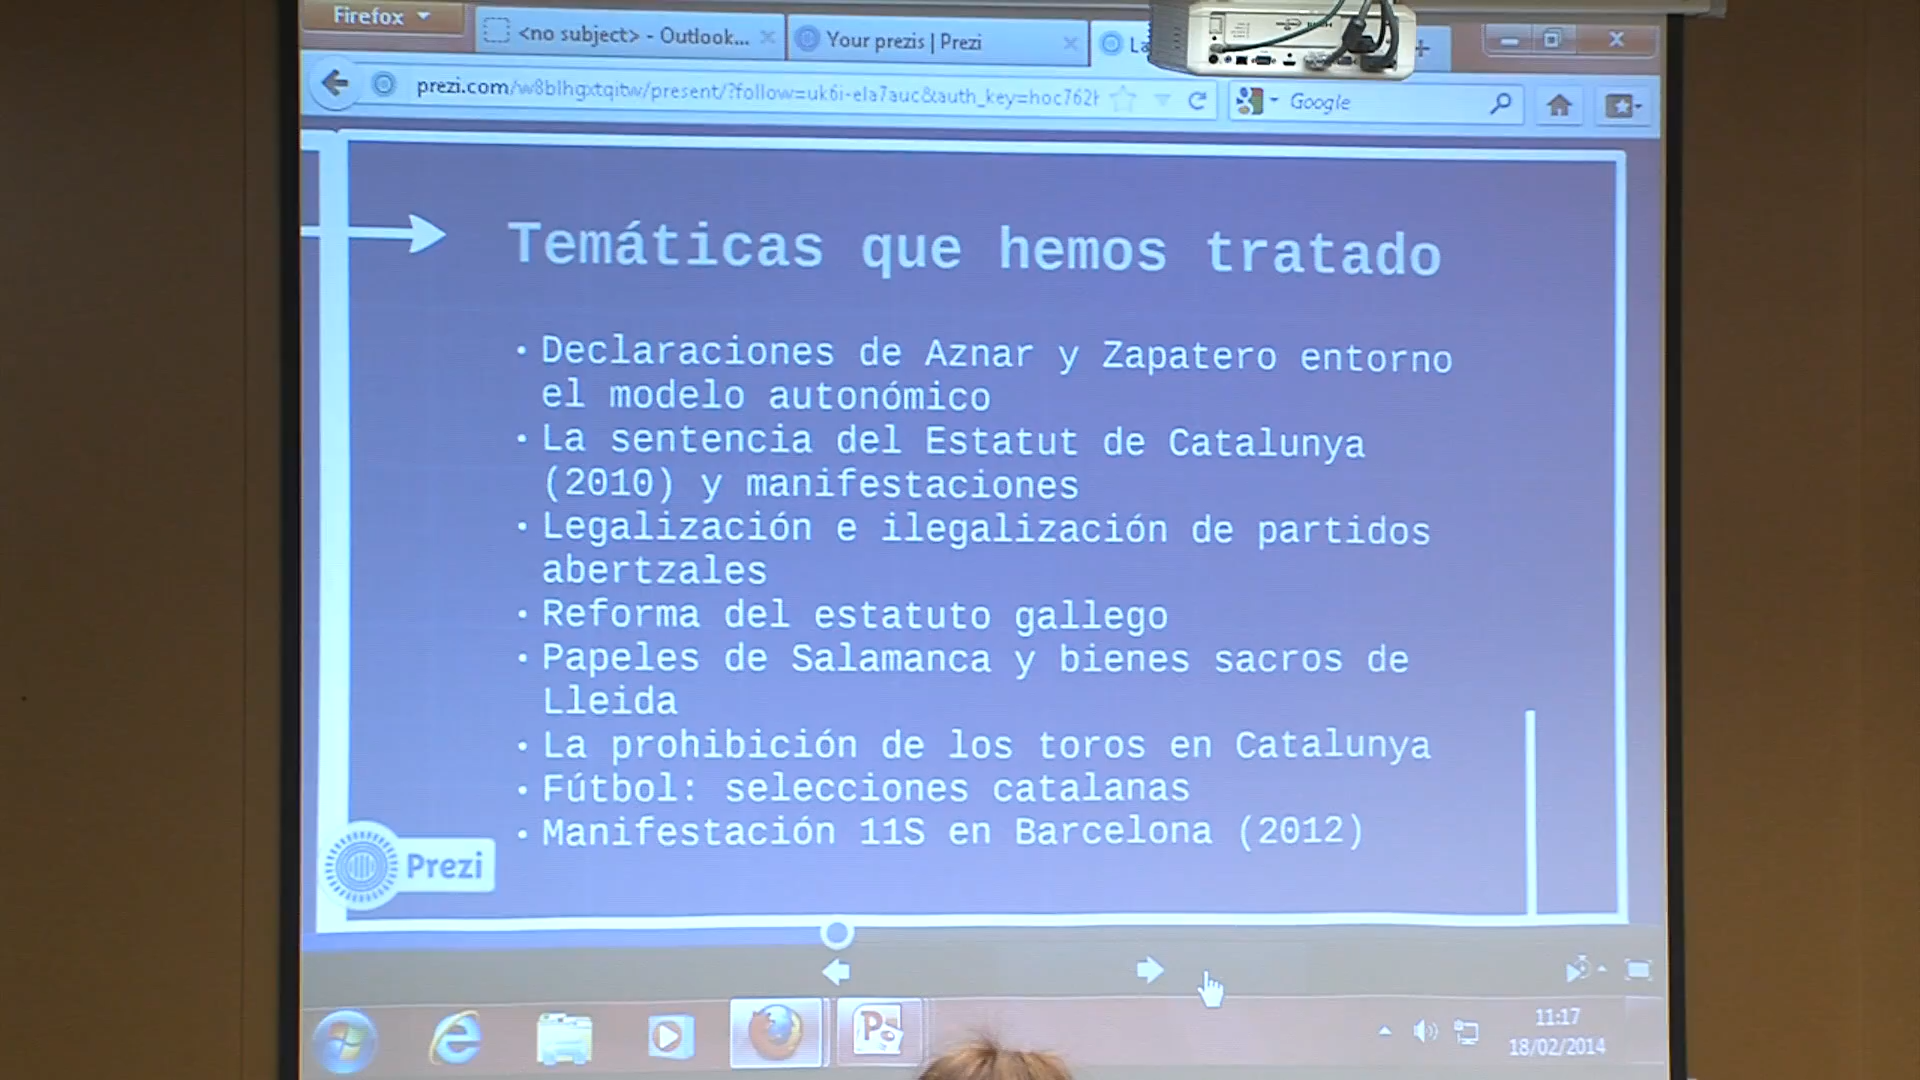 Firefox
<no subject> - Outlook...
Your prezis | Prezi
prezi.com/w8blhgxtqitw/present/?follow=uk6i-ela7auc&auth_key=hoc762h
Google
Temáticas que hemos tratado
• Declaraciones de Aznar y Zapatero entorno
el modelo autonómico
• La sentencia del Estatut de Catalunya
(2010) y manifestaciones
• Legalización e ilegalización de partidos
abertzales
• Reforma del estatuto gallego
• Papeles de Salamanca y bienes sacros de
Lleida
• La prohibición de los toros en Catalunya
• Fútbol: selecciones catalanas
• Manifestación 11S en Barcelona (2012)
Prezi
11:17
18/02/2014